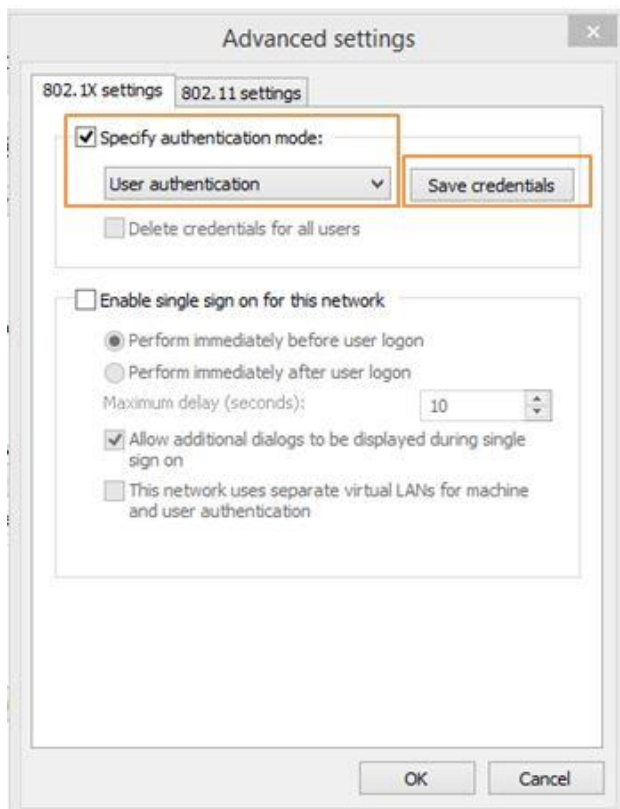 Advanced settings
802.1X settings
802.11 settings
Specify authentication mode:
User authentication
Save credentials
Delete credentials for all users
Enable single sign on for this network
Perform immediately before user logon
Perform immediately after user logon
Maximum delay (seconds):
10
Allow additional dialogs to be displayed during single
sign on
This network uses separate virtual LANs for machine
and user authentication
OK
Cancel